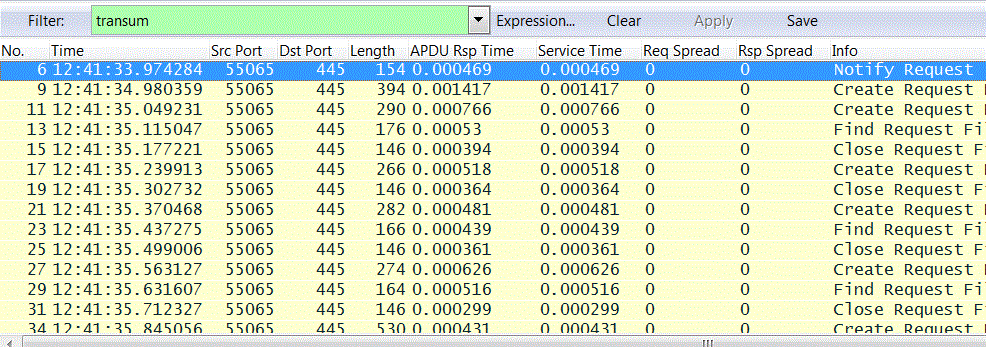 Filter: transum Expression... Clear Apply Save
No. Time Src Port Dst Port Length APDU Rsp Time Service Time Req Spread Rsp Spread Info
6 12:41:33.974284 55065 445 154 0.000469 0.000469 0 0 Notify Request
9 12:41:34.980359 55065 445 394 0.001417 0.001417 0 0 Create Request
11 12:41:35.049231 55065 445 290 0.000766 0.000766 0 0 Create Request
13 12:41:35.115047 55065 445 176 0.00053 0.00053 0 0 Find Request Fi
15 12:41:35.177221 55065 445 146 0.000394 0.000394 0 0 Close Request F
17 12:41:35.239913 55065 445 266 0.000518 0.000518 0 0 Create Request
19 12:41:35.302732 55065 445 146 0.000364 0.000364 0 0 Close Request F
21 12:41:35.370468 55065 445 282 0.000481 0.000481 0 0 Create Request
23 12:41:35.437275 55065 445 166 0.000439 0.000439 0 0 Find Request Fi
25 12:41:35.499006 55065 445 146 0.000361 0.000361 0 0 Close Request F
27 12:41:35.563127 55065 445 274 0.000626 0.000626 0 0 Create Request
29 12:41:35.631607 55065 445 164 0.000516 0.000516 0 0 Find Request Fi
31 12:41:35.712327 55065 445 146 0.000299 0.000299 0 0 Close Request F
34 12:41:35.845056 55065 445 530 0.000431 0.000431 0 0 Create Request